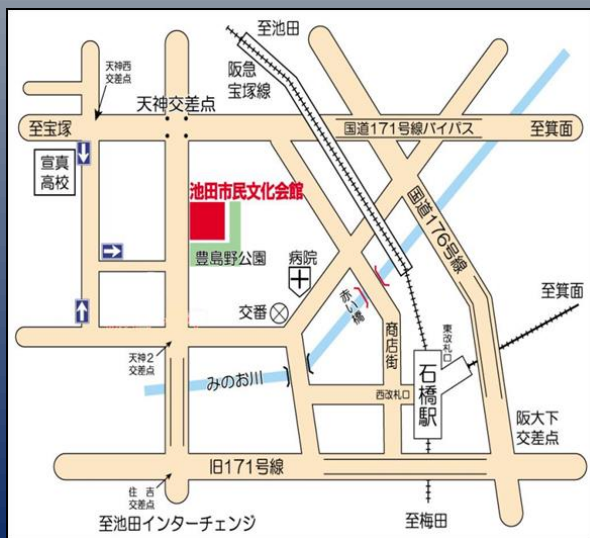 至池田
天神西
交差点
阪急
宝塚線
天神交差点
至宝塚
国道171号線バイパス
至箕面
宣真
高校
池田市民文化会館
国道176号線
豊島野公園
病院
至箕面
交番
赤い橋
東改札口
商店街
天神2
交差点
石橋駅
みのお川
西改札口
阪大下
交差点
旧171号線
住吉
交差点
至池田インターチェンジ
至梅田